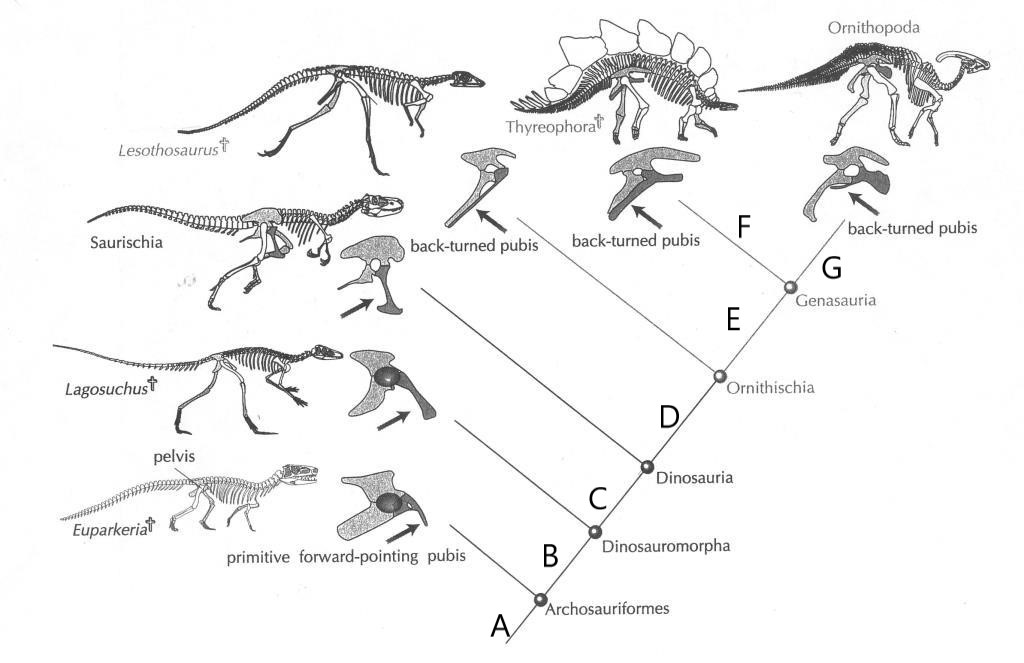 Ornithopoda
Thyreophora†
Lesothosaurus†
Saurischia
back-turned pubis
back-turned pubis
back-turned pubis
F
G
Genasauria
E
Lagosuchus†
Ornithischia
D
pelvis
Dinosauria
C
Euparkeria†
primitive forward-pointing pubis
Dinosauromorpha
B
Archosauriformes
A